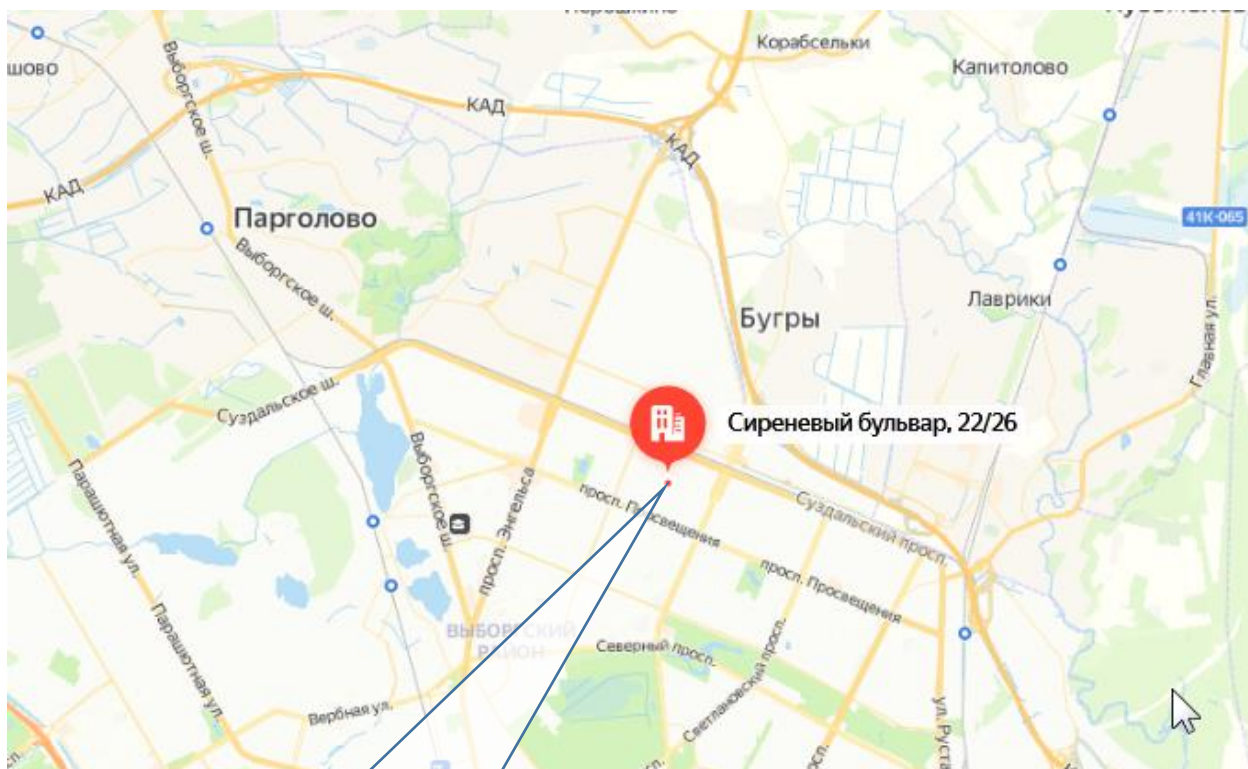 Корабсельки
Капитолово
шово
Выборгское ш.
КАД
КАД
КАД
Парголово
41К-065
Выборгское ш.
Бугры
Лаврики
Главная ул.
Суздальское ш.
Сиреневый бульвар, 22/26
Выборгское ш.
Парашютная ул.
просп. Энгельса
просп. Просвещения
Суздальский просп.
просп. Просвещения
Парашютная ул.
ВЫБОРГСКИЙ
РАЙОН
Северный просп.
Светлановский просп.
Вербная ул.
ул. Руста